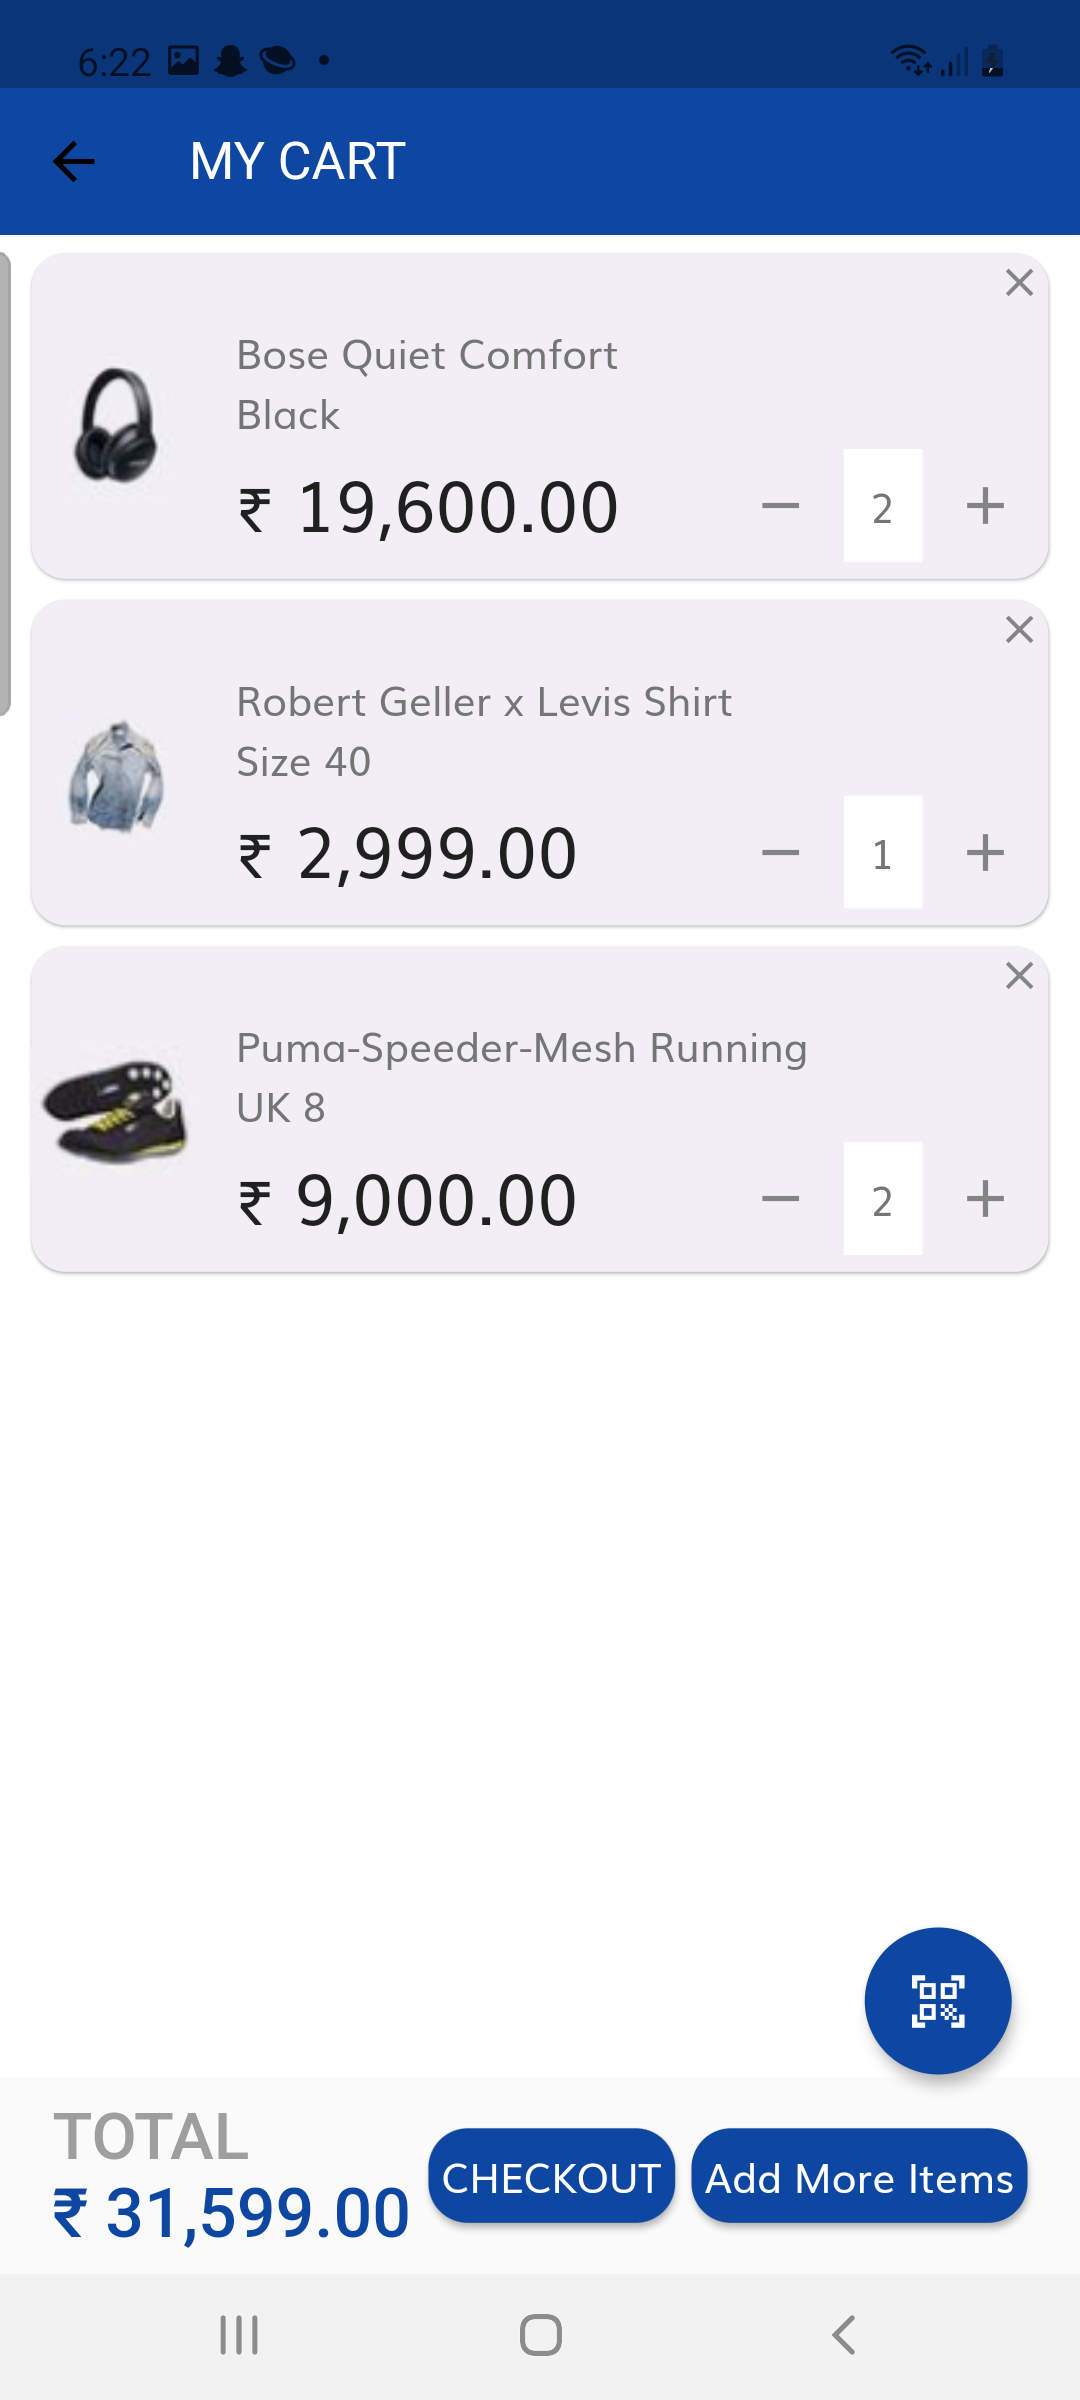 6:22
MY CART
Bose Quiet Comfort
Black
₹ 19,600.00
2
Robert Geller x Levis Shirt
Size 40
₹ 2,999.00
1
Puma-Speeder-Mesh Running
UK 8
₹ 9,000.00
2
TOTAL
₹ 31,599.00
CHECKOUT
Add More Items